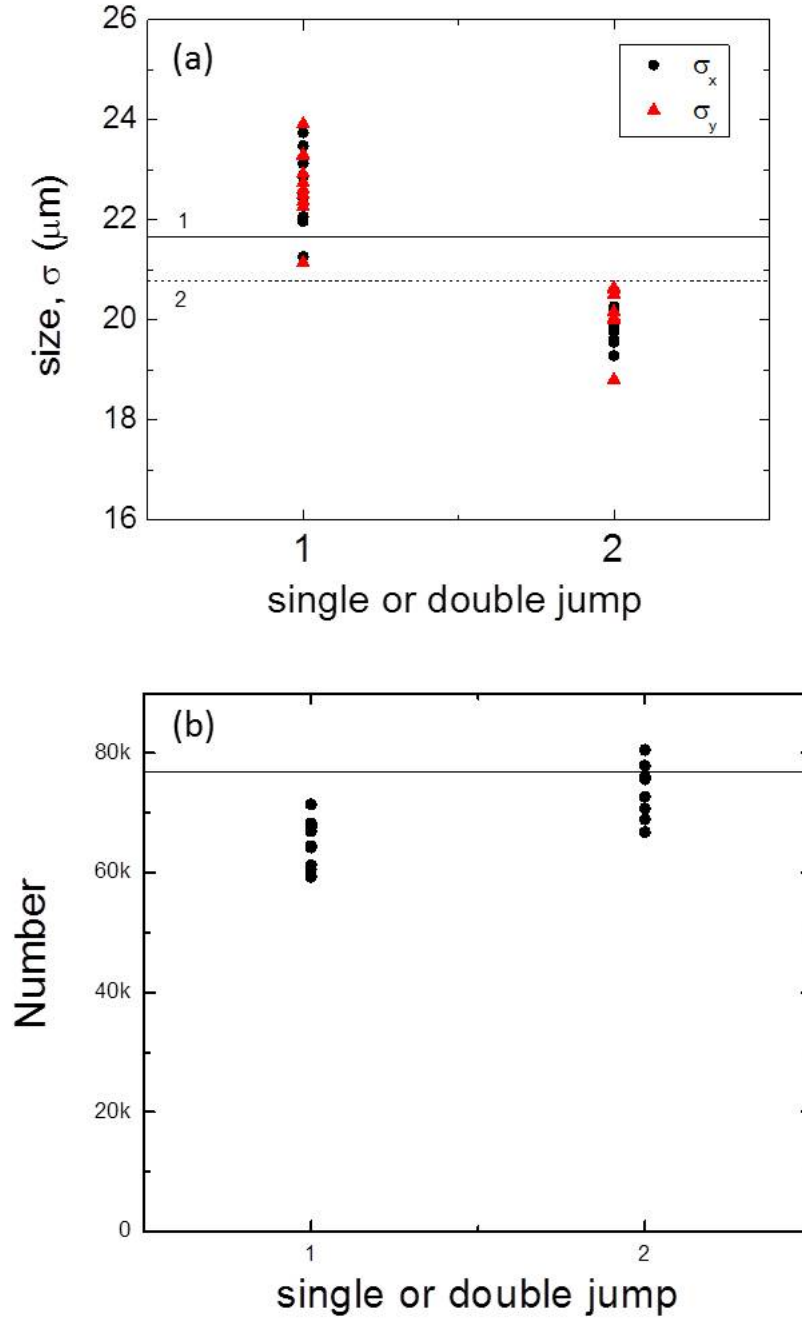 (a)
26
24
22
20
18
16
size, σ (μm)
σx
σy
1
2
1
2
single or double jump
(b)
80k
60k
40k
20k
0
Number
1
2
single or double jump